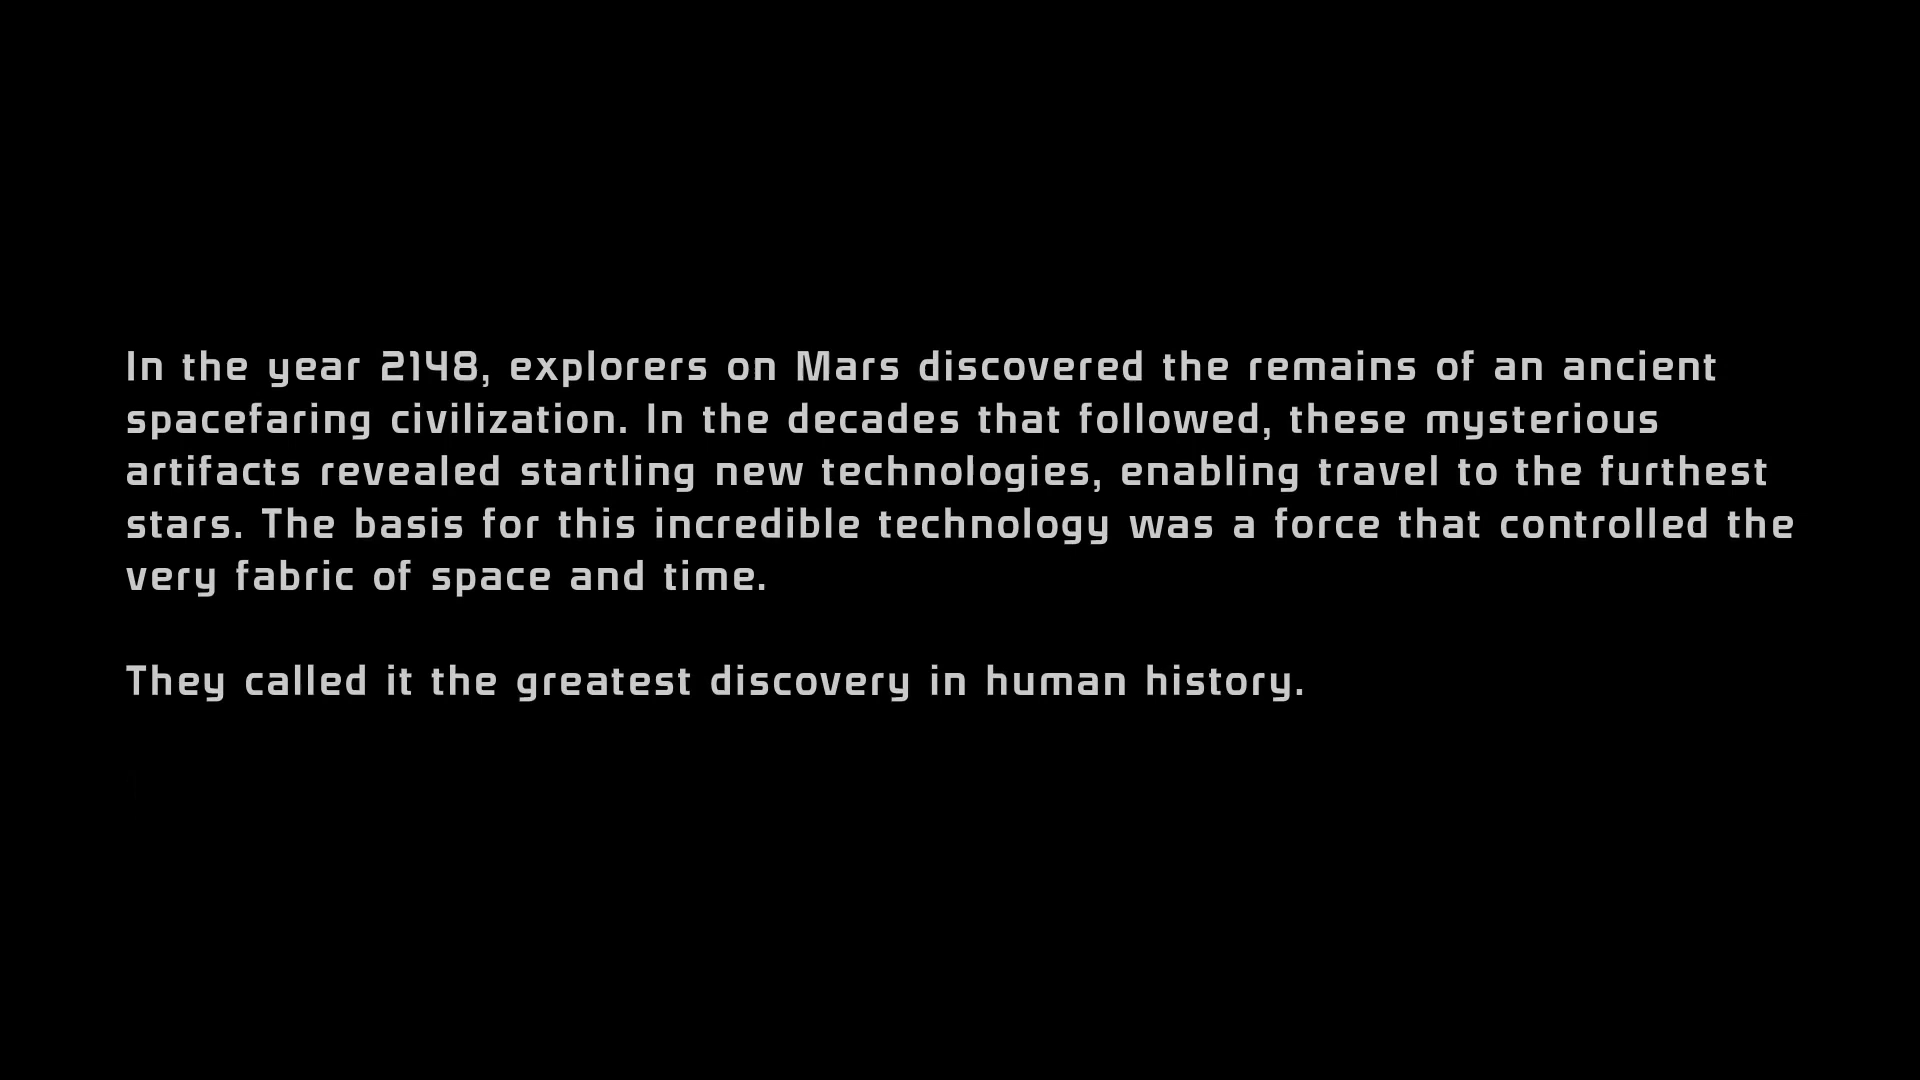 In the year 2148, explorers on Mars discovered the remains of an ancient
spacefaring civilization. In the decades that followed, these mysterious
artifacts revealed startling new technologies, enabling travel to the furthest
stars. The basis for this incredible technology was a force that controlled the
very fabric of space and time.
They called it the greatest discovery in human history.